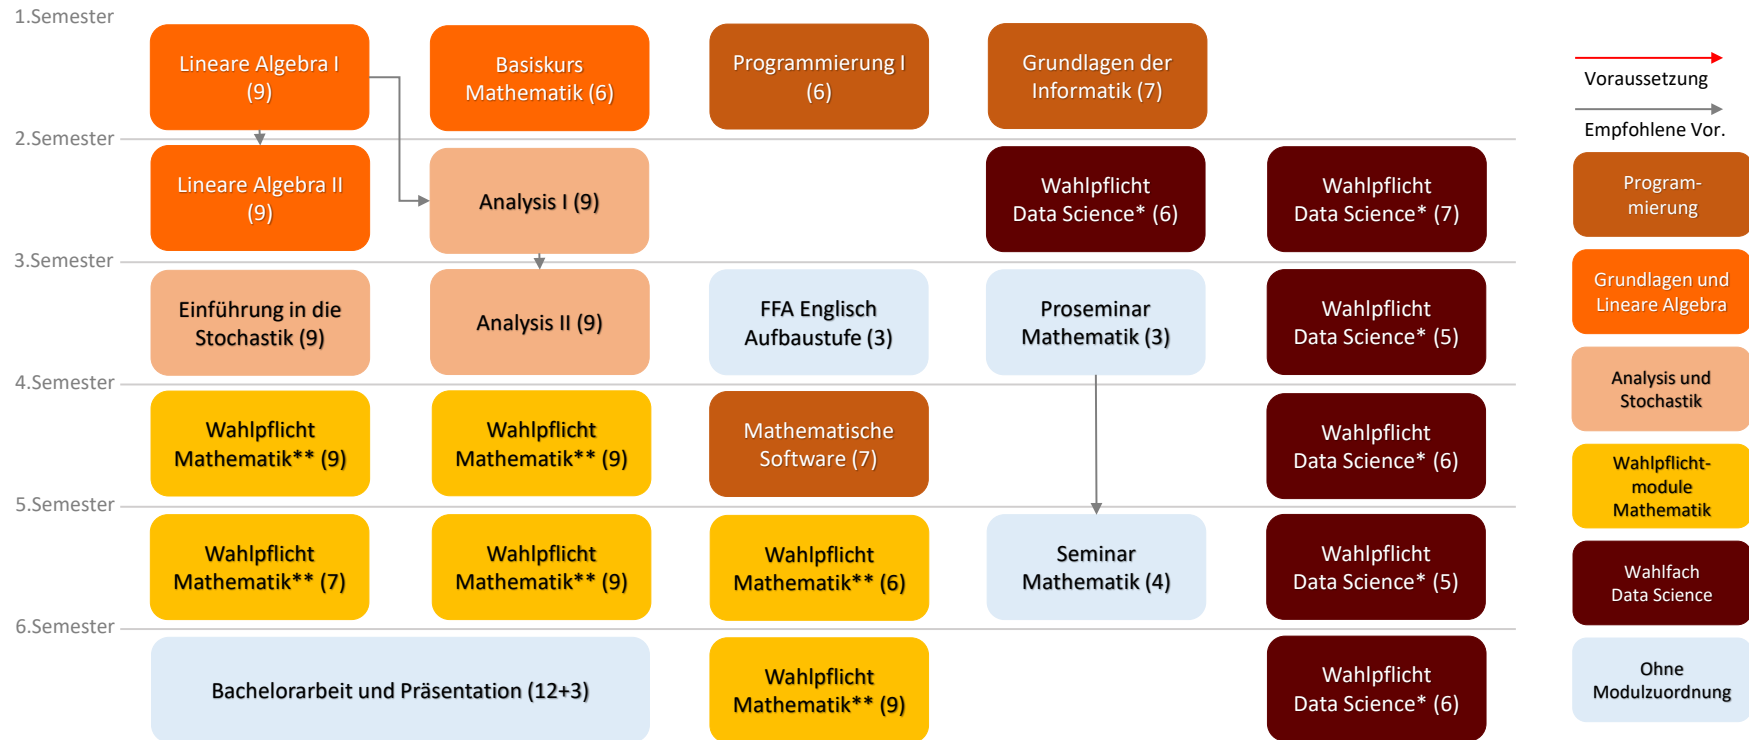 1.Semester
Lineare Algebra I
(9)
Basiskurs
Mathematik (6)
Programmierung I
(6)
Grundlagen der
Informatik (7)
2.Semester
Lineare Algebra II
(9)
Analysis I (9)
Wahlpflicht
Data Science* (6)
Wahlpflicht
Data Science* (7)
3.Semester
Einführung in die
Stochastik (9)
Analysis II (9)
FFA Englisch
Aufbaustufe (3)
Proseminar
Mathematik (3)
Wahlpflicht
Data Science* (5)
4.Semester
Wahlpflicht
Mathematik** (9)
Wahlpflicht
Mathematik** (9)
Mathematische
Software (7)
Wahlpflicht
Data Science* (6)
5.Semester
Wahlpflicht
Mathematik** (7)
Wahlpflicht
Mathematik** (9)
Wahlpflicht
Mathematik** (6)
Seminar
Mathematik (4)
Wahlpflicht
Data Science* (5)
6.Semester
Bachelorarbeit und Präsentation (12+3)
Wahlpflicht
Mathematik** (9)
Wahlpflicht
Data Science* (6)
Voraussetzung
Empfohlene Vor.
Program-
mierung
Grundlagen und
Lineare Algebra
Analysis und
Stochastik
Wahlpflicht-
module
Mathematik
Wahlfach
Data Science
Ohne
Modulzuordnung